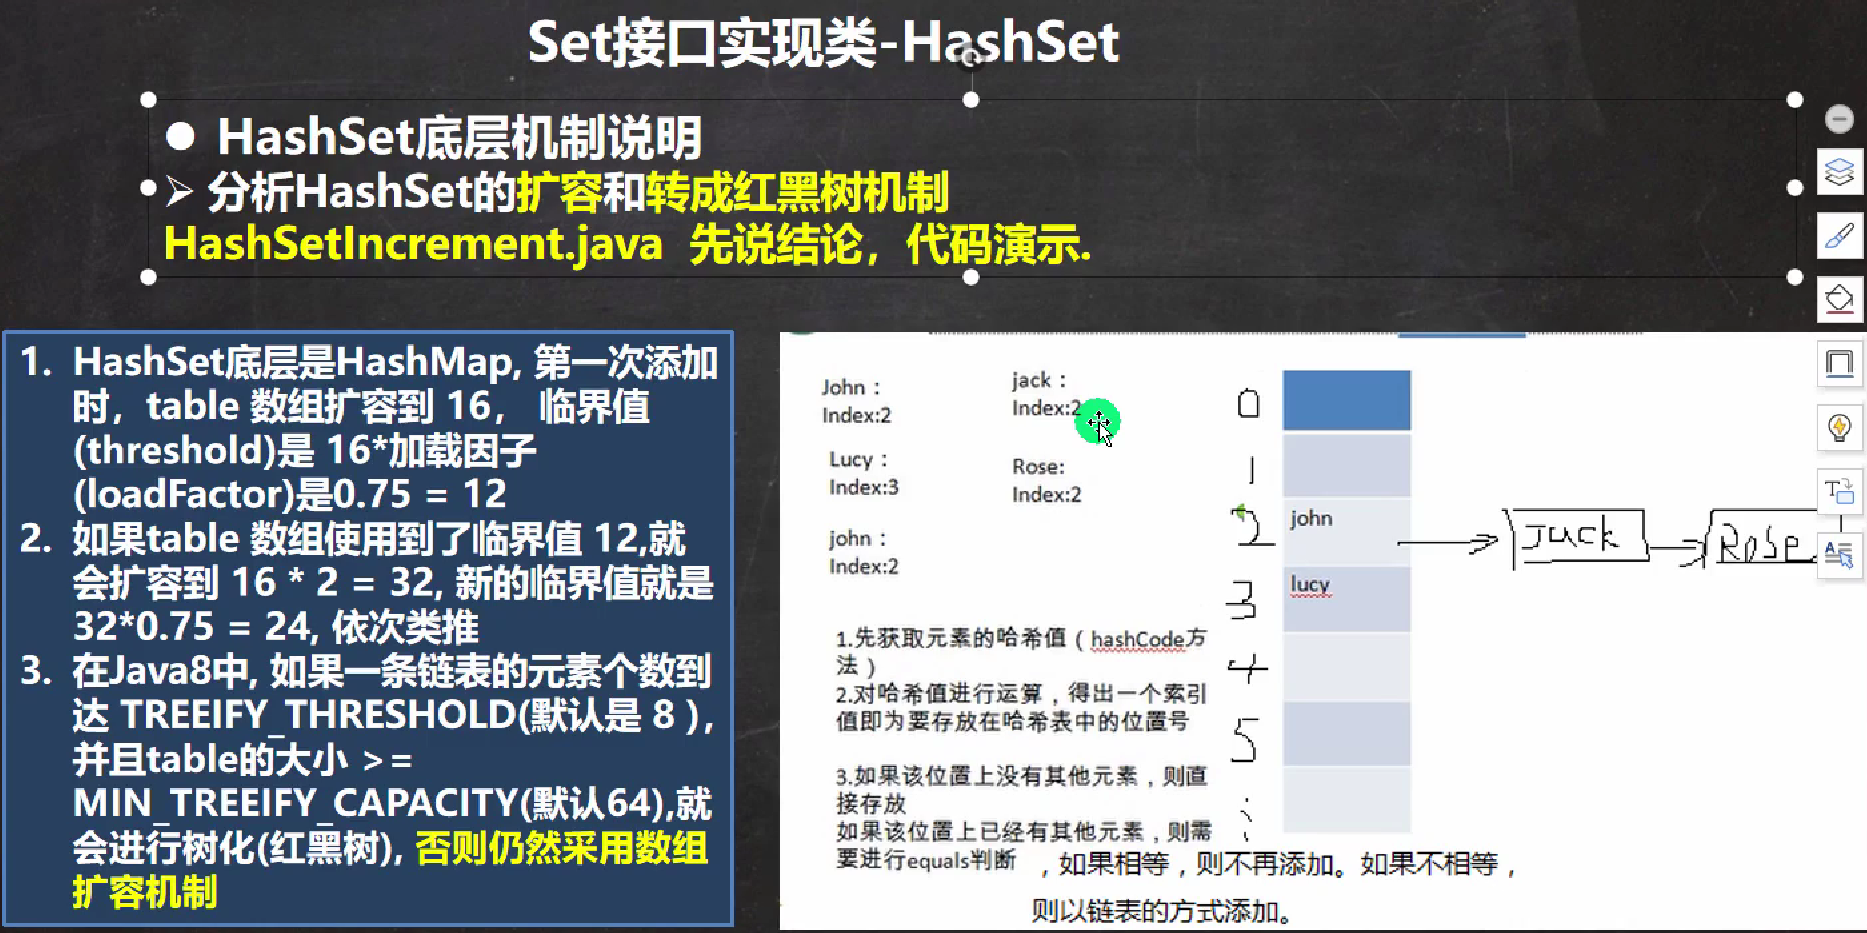 Set接口实现类-HashSet
● HashSet底层机制说明
➢ 分析HashSet的扩容和转成红黑树机制
HashSetIncrement.java 先说结论，代码演示.
1. HashSet底层是HashMap, 第一次添加
时，table 数组扩容到 16， 临界值
(threshold)是 16*加载因子
(loadFactor)是0.75 = 12
2. 如果table 数组使用到了临界值 12,就
会扩容到 16 * 2 = 32, 新的临界值就是
32*0.75 = 24, 依次类推
3. 在Java8中, 如果一条链表的元素个数到
达 TREEIFY_THRESHOLD(默认是 8 ),
并且table的大小 >=
MIN_TREEIFY_CAPACITY(默认64),就
会进行树化(红黑树), 否则仍然采用数组
扩容机制
John：
Index:2
jack：
Index:2
Lucy：
Index:3
Rose:
Index:2
john：
Index:2
1.先获取元素的哈希值（hashCode方
法）
2.对哈希值进行运算，得出一个索引
值即为要存放在哈希表中的位置号
3.如果该位置上没有其他元素，则直
接存放
如果该位置上已经有其他元素，则需
要进行equals判断 ，如果相等，则不再添加。如果不相等，
则以链表的方式添加。
0
1
2 john Jack Rose
3 lucy
4
5